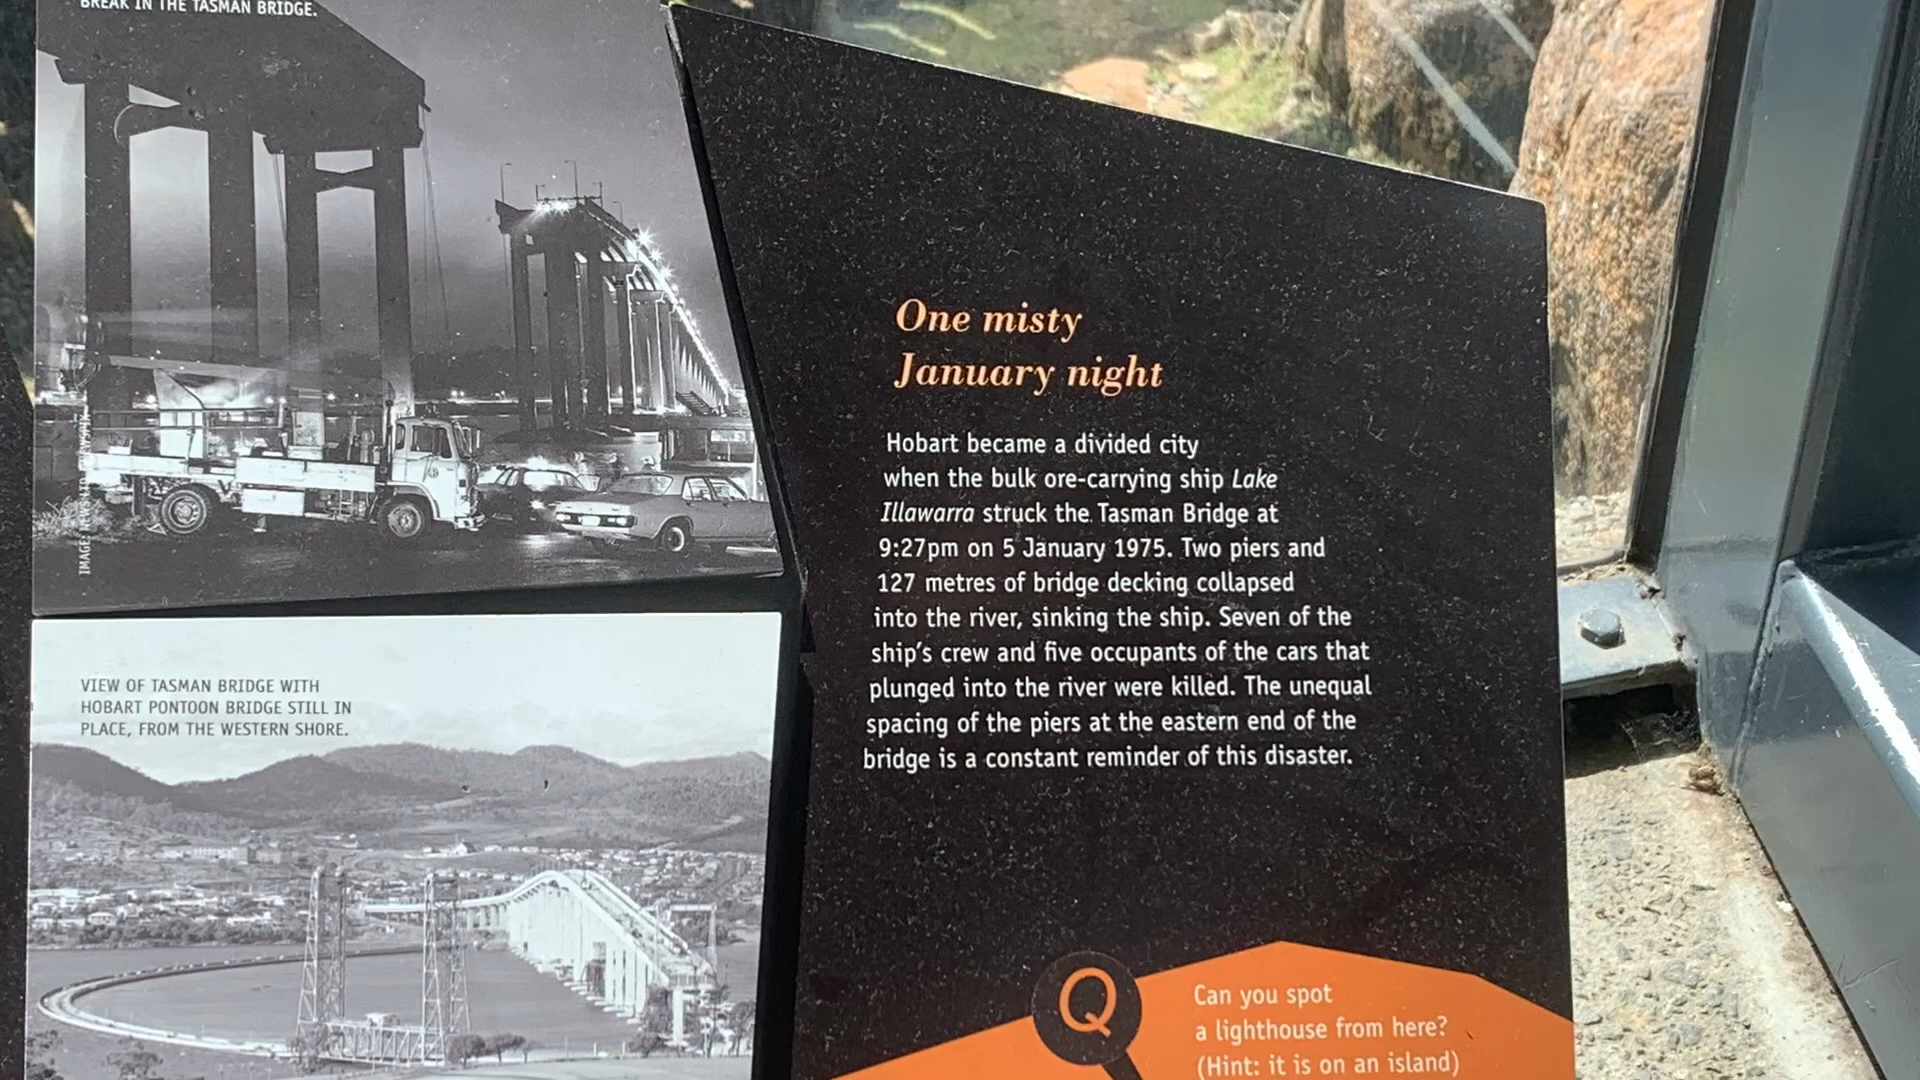 BREAK IN THE TASMAN BRIDGE.
VIEW OF TASMAN BRIDGE WITH
HOBART PONTOON BRIDGE STILL IN
PLACE, FROM THE WESTERN SHORE.
One misty
January night
Hobart became a divided city
when the bulk ore-carrying ship Lake
Illawarra struck the Tasman Bridge at
9:27pm on 5 January 1975. Two piers and
127 metres of bridge decking collapsed
into the river, sinking the ship. Seven of the
ship's crew and five occupants of the cars that
plunged into the river were killed. The unequal
spacing of the piers at the eastern end of the
bridge is a constant reminder of this disaster.
Q
Can you spot
a lighthouse from here?
(Hint: it is on an island)
IMAGE: NEWS LTD